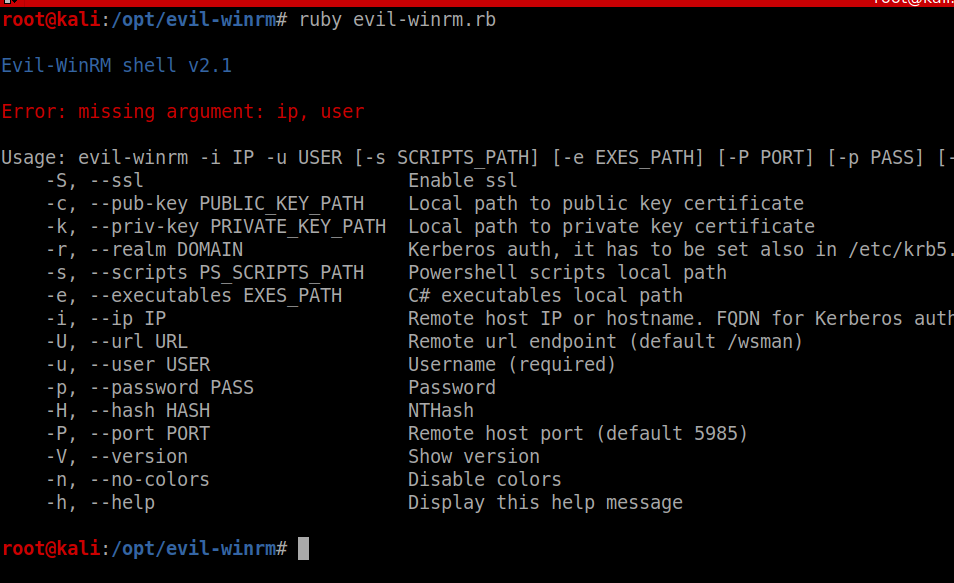 root@kali:/opt/evil-winrm# ruby evil-winrm.rb
Evil-WinRM shell v2.1
Error: missing argument: ip, user
Usage: evil-winrm -i IP -u USER [-s SCRIPTS_PATH] [-e EXES_PATH] [-P PORT] [-p PASS] [-
-S, --ssl Enable ssl
-c, --pub-key PUBLIC_KEY_PATH Local path to public key certificate
-k, --priv-key PRIVATE_KEY_PATH Local path to private key certificate
-r, --realm DOMAIN Kerberos auth, it has to be set also in /etc/krb5.
-s, --scripts PS_SCRIPTS_PATH Powershell scripts local path
-e, --executables EXES_PATH C# executables local path
-i, --ip IP Remote host IP or hostname. FQDN for Kerberos auth
-U, --url URL Remote url endpoint (default /wsman)
-u, --user USER Username (required)
-p, --password PASS Password
-H, --hash HASH NTHash
-P, --port PORT Remote host port (default 5985)
-V, --version Show version
-n, --no-colors Disable colors
-h, --help Display this help message
root@kali:/opt/evil-winrm#